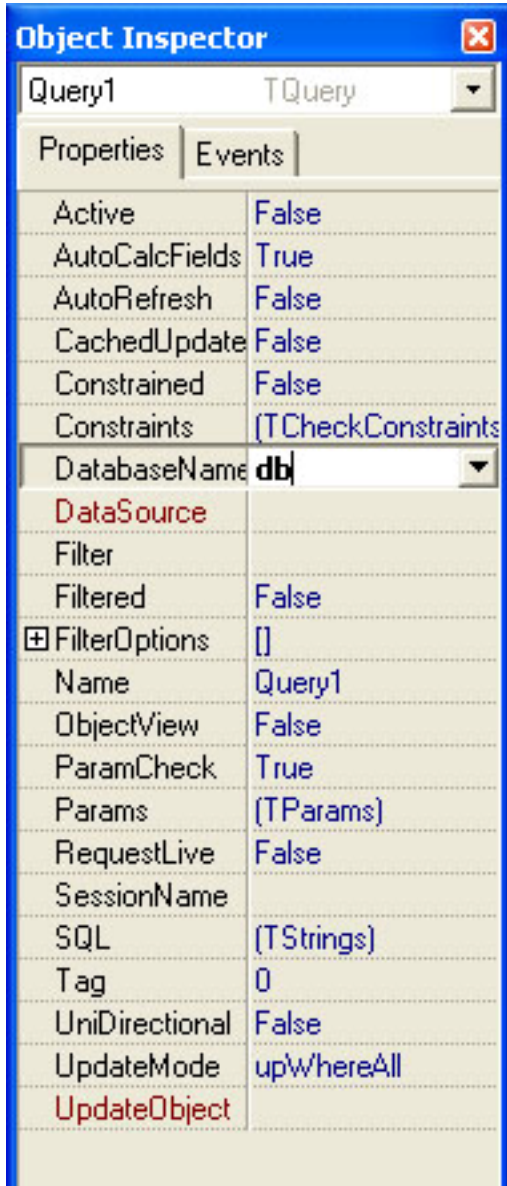 Object Inspector
Query1 TQuery
Properties Events
Active False
AutoCalcFields True
AutoRefresh False
CachedUpdate False
Constrained False
Constraints (TCheckConstraints
DatabaseName db
DataSource
Filter
Filtered False
FilterOptions []
Name Query1
ObjectView False
ParamCheck True
Params (TParams)
RequestLive False
SessionName
SQL (TStrings)
Tag 0
UniDirectional False
UpdateMode upWhereAll
UpdateObject